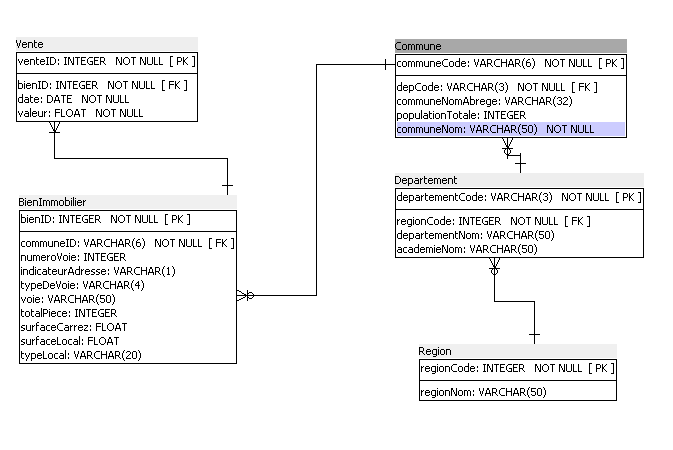 Vente
venteID: INTEGER NOT NULL [ PK ]
bienID: INTEGER NOT NULL [ FK ]
date: DATE NOT NULL
valeur: FLOAT NOT NULL
BienImmobilier
bienID: INTEGER NOT NULL [ PK ]
communeID: VARCHAR(6) NOT NULL [ FK ]
numeroVoie: INTEGER
indicateurAdresse: VARCHAR(1)
typeDeVoie: VARCHAR(4)
voie: VARCHAR(50)
totalPiece: INTEGER
surfaceCarrez: FLOAT
surfaceLocal: FLOAT
typeLocal: VARCHAR(20)
Commune
communeCode: VARCHAR(6) NOT NULL [ PK ]
depCode: VARCHAR(3) NOT NULL [ FK ]
communeNomAbrege: VARCHAR(32)
populationTotale: INTEGER
communeNom: VARCHAR(50) NOT NULL
Departement
departementCode: VARCHAR(3) NOT NULL [ PK ]
regionCode: INTEGER NOT NULL [ FK ]
departementNom: VARCHAR(50)
academieNom: VARCHAR(50)
Region
regionCode: INTEGER NOT NULL [ PK ]
regionNom: VARCHAR(50)